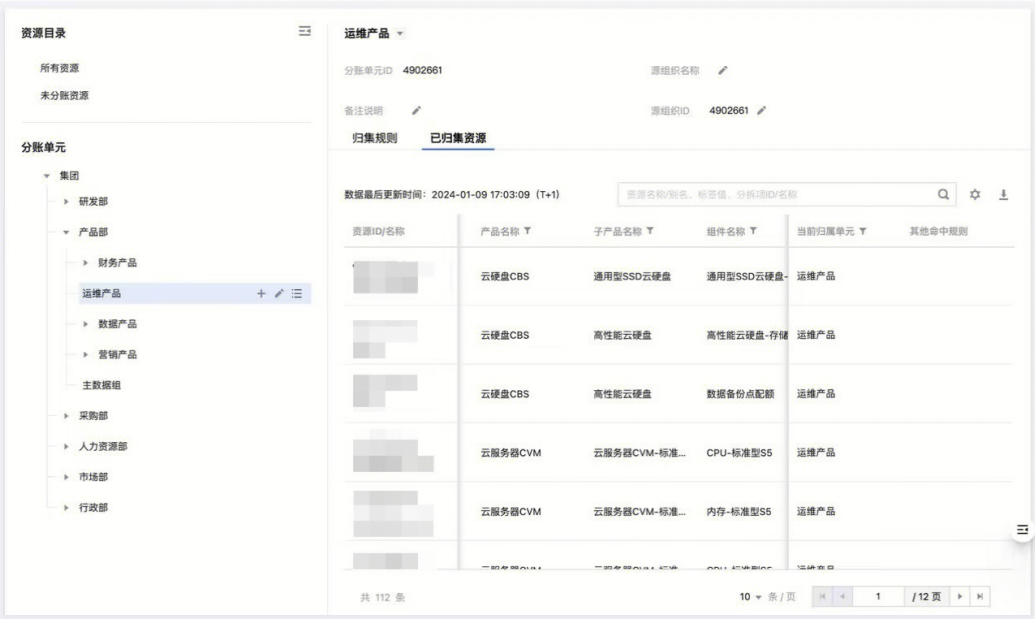 资源目录
所有资源
未分账资源
分账单元
集团
研发部
产品部
财务产品
运维产品
数据产品
营销产品
主数据组
采购部
人力资源部
市场部
行政部
运维产品
分账单元ID 4902661
源组织名称
备注说明
源组织ID 4902661
归集规则 已归集资源
数据最后更新时间：2024-01-09 17:03:09（T+1）
资源名称/别名、标签值、分拆项ID/名称
资源ID/名称 产品名称 子产品名称 组件名称 当前归属单元 其他命中规则
云硬盘CBS 通用型SSD云硬盘 通用型SSD云硬盘- 运维产品
云硬盘CBS 高性能云硬盘 高性能云硬盘-存储 运维产品
云硬盘CBS 高性能云硬盘 数据备份点配额 运维产品
云服务器CVM 云服务器CVM-标准... CPU-标准型S5 运维产品
云服务器CVM 云服务器CVM-标准... 内存-标准型S5 运维产品
共 112 条
10 条/页
1 /12 页